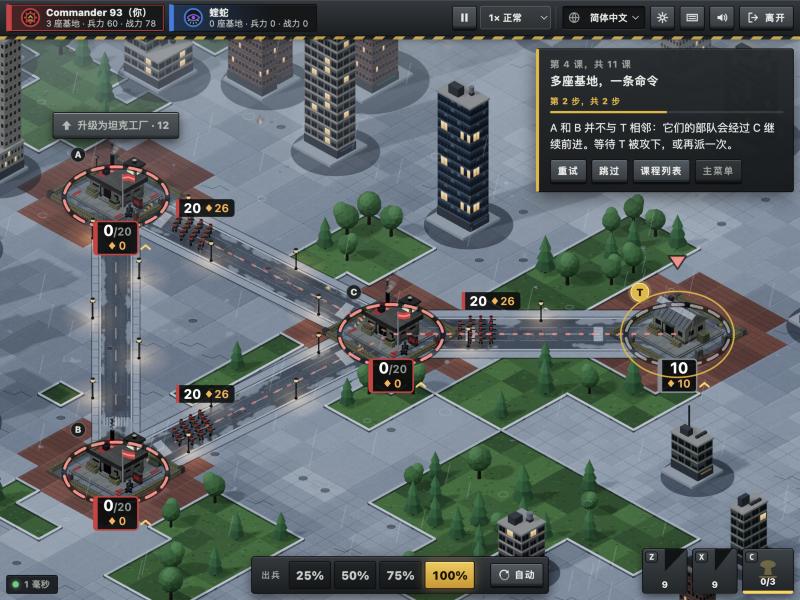 Commander 93（你）
3 座基地 · 兵力 60 · 战力 78
螳蛇
0 座基地 · 兵力 0 · 战力 0
1× 正常
简体中文
离开
第 4 课，共 11 课
多座基地，一条命令
第 2 步，共 2 步
A 和 B 并不与 T 相邻：它们的部队会经过 C 继
续前进。等待 T 被攻下，或再派一次。
重试
跳过
课程列表
主菜单
升级为坦克工厂 · 12
A
20 ♦ 26
0/20
♦ 0
C
20 ♦ 26
T
0/20
♦ 0
10
♦ 10
20 ♦ 26
B
0/20
♦ 0
出兵
25%
50%
75%
100%
自动
Z
9
X
9
C
0/3
1 毫秒